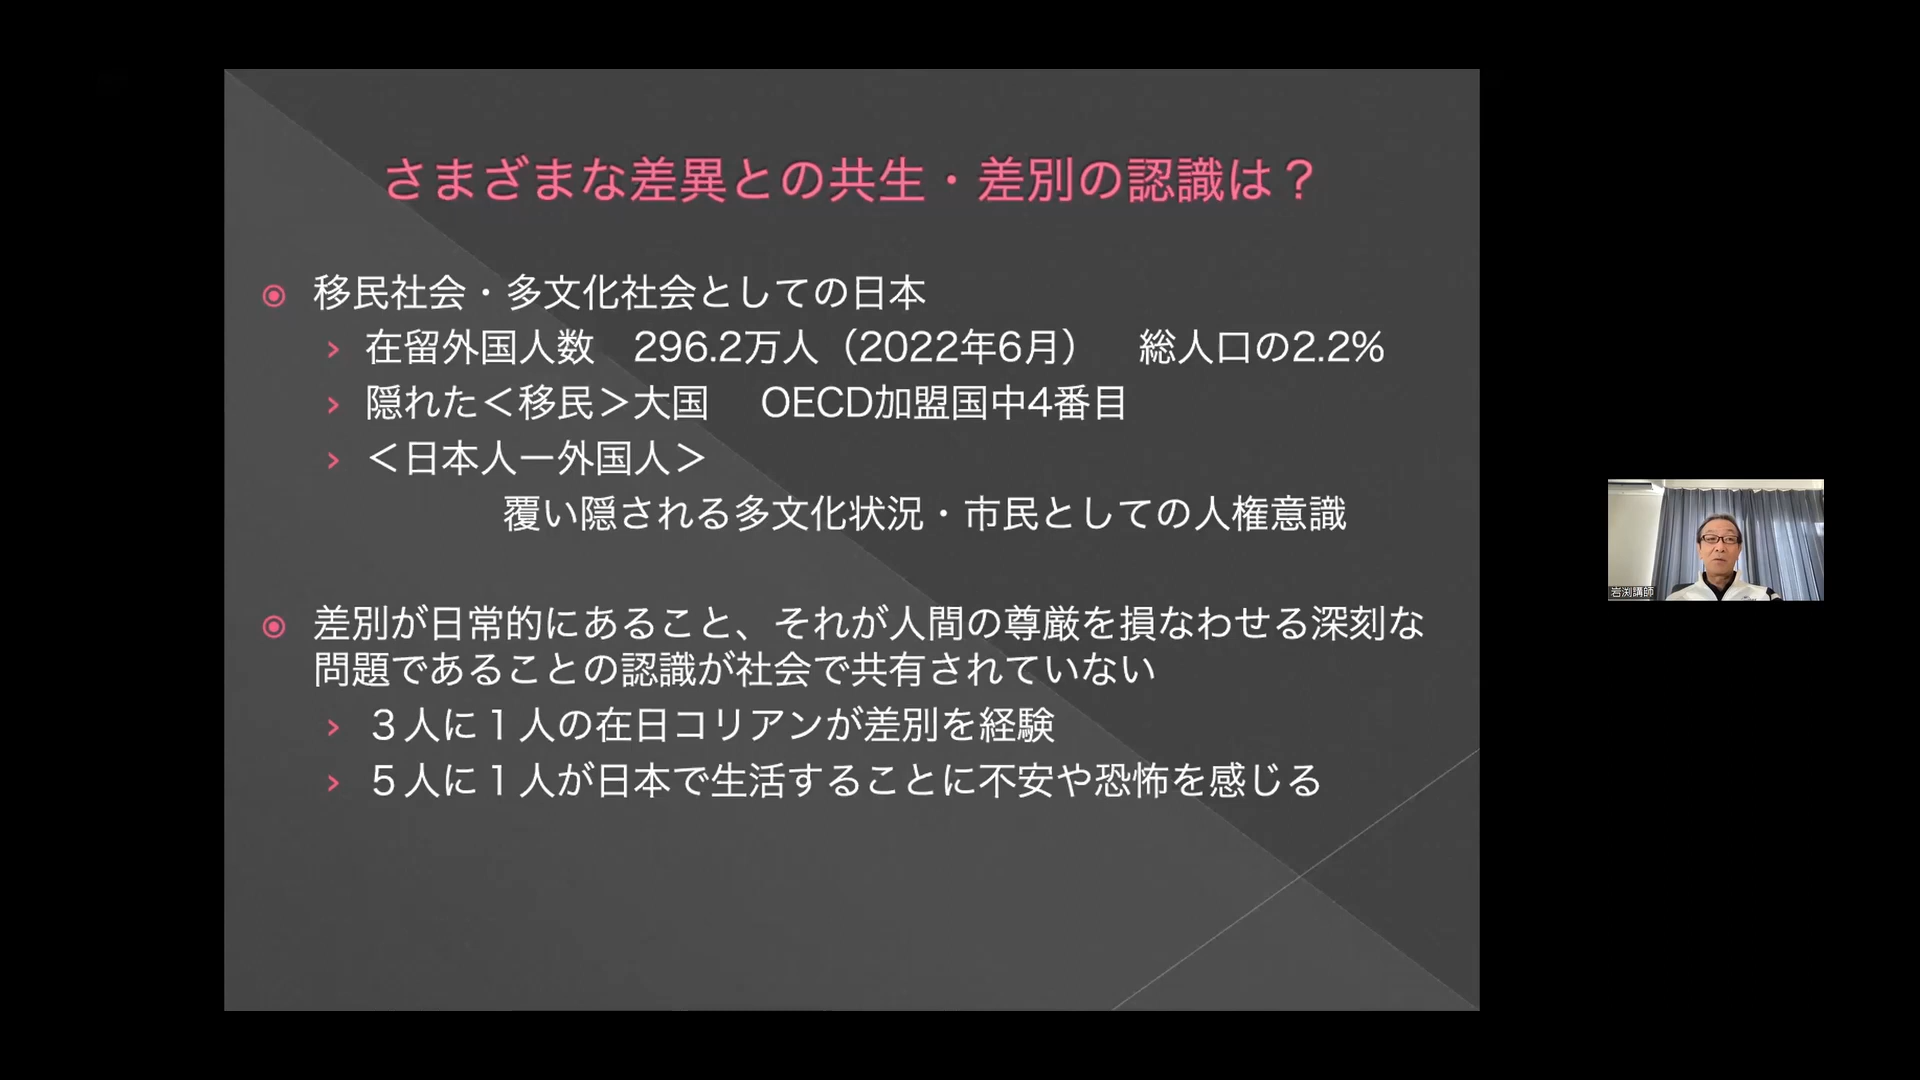 さまざまな差異との共生・差別の認識は？
移民社会・多文化社会としての日本
在留外国人数　296.2万人（2022年6月）　総人口の2.2%
隠れた＜移民＞大国　OECD加盟国中4番目
＜日本人ー外国人＞
覆い隠される多文化状況・市民としての人権意識
差別が日常的にあること、それが人間の尊厳を損なわせる深刻な
問題であることの認識が社会で共有されていない
３人に１人の在日コリアンが差別を経験
５人に１人が日本で生活することに不安や恐怖を感じる
岩渕講師